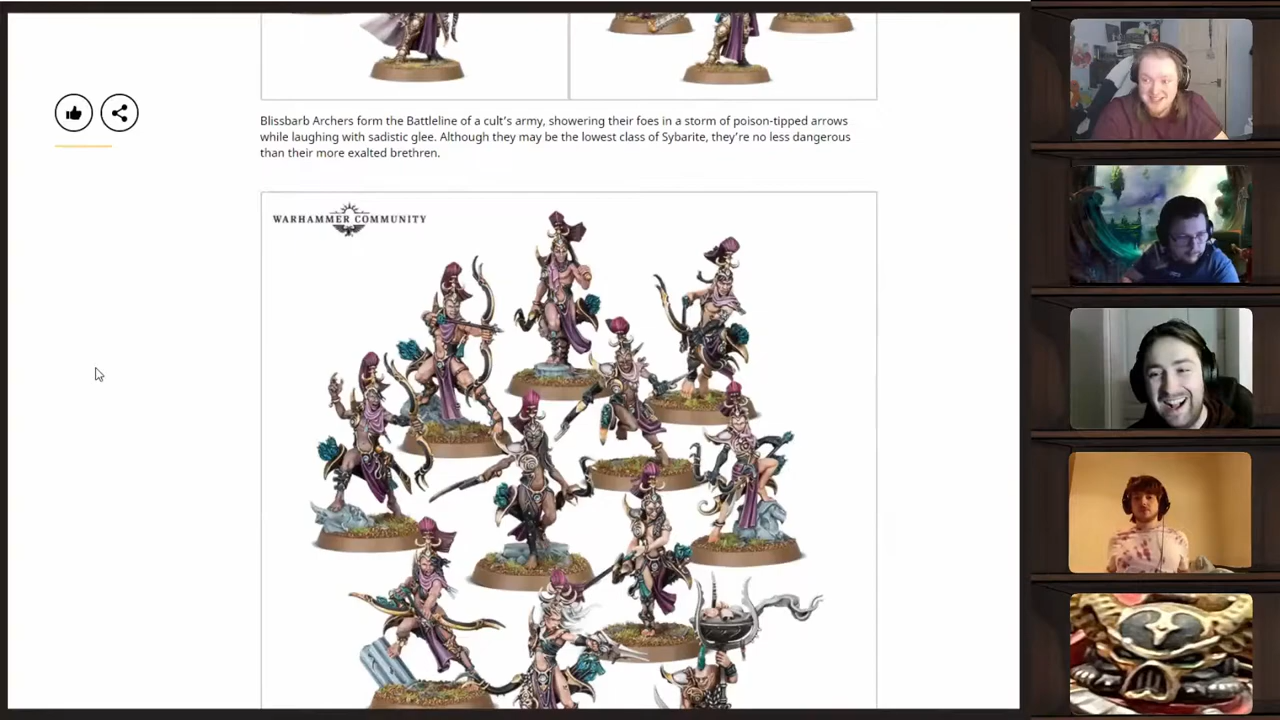 Blissbarb Archers form the Battleline of a cult's army, showering their foes in a storm of poison-tipped arrows
while laughing with sadistic glee. Although they may be the lowest class of Sybarite, they're no less dangerous
than their more exalted brethren.
WARHAMMER COMMUNITY